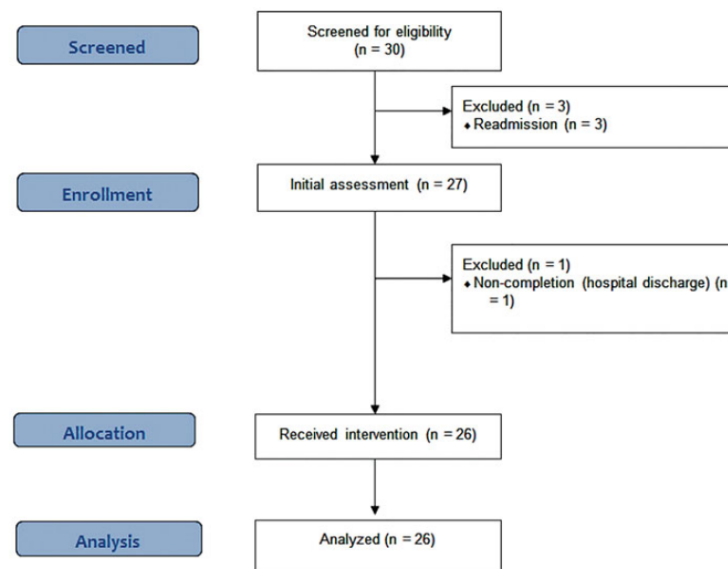 Screened
Screened for eligibility
(n = 30)
Excluded (n = 3)
♦ Readmission (n = 3)
Enrollment
Initial assessment (n = 27)
Excluded (n = 1)
♦ Non-completion (hospital discharge) (n
= 1)
Allocation
Received intervention (n = 26)
Analysis
Analyzed (n = 26)